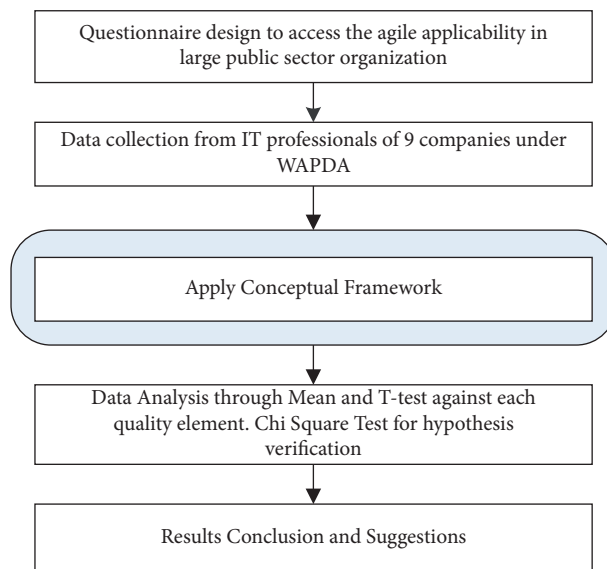 Questionnaire design to access the agile applicability in
large public sector organization
Data collection from IT professionals of 9 companies under
WAPDA
Apply Conceptual Framework
Data Analysis through Mean and T-test against each
quality element. Chi Square Test for hypothesis
verification
Results Conclusion and Suggestions